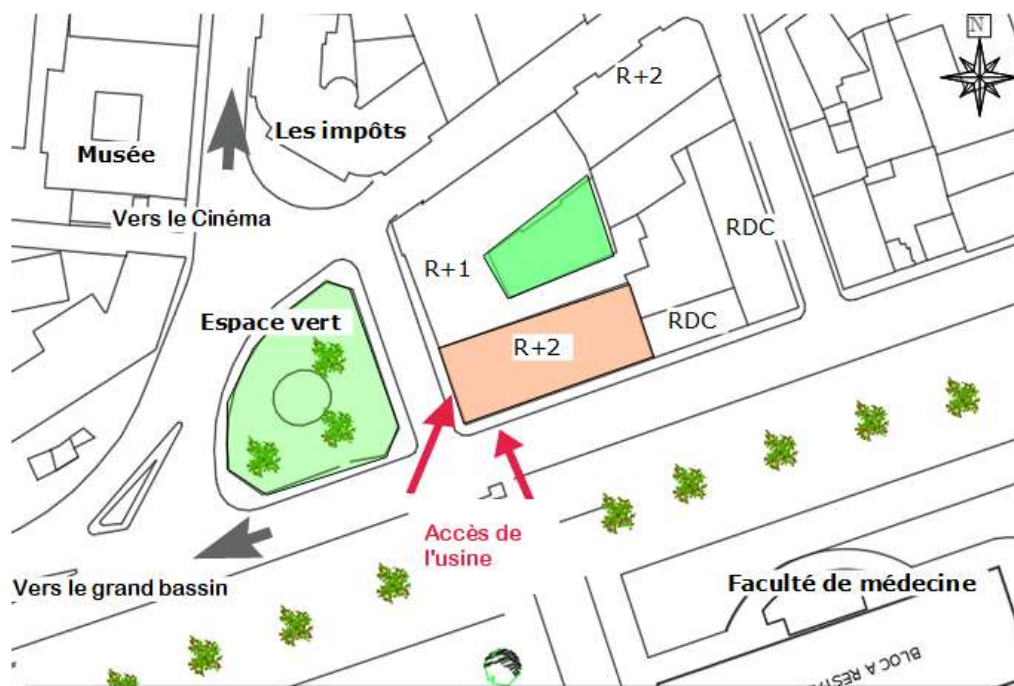 N
R+2
Les impôts
Musée
Vers le Cinéma
RDC
R+1
Espace vert
RDC
R+2
Accès de
l'usine
Vers le grand bassin
Faculté de médecine
BLOC A